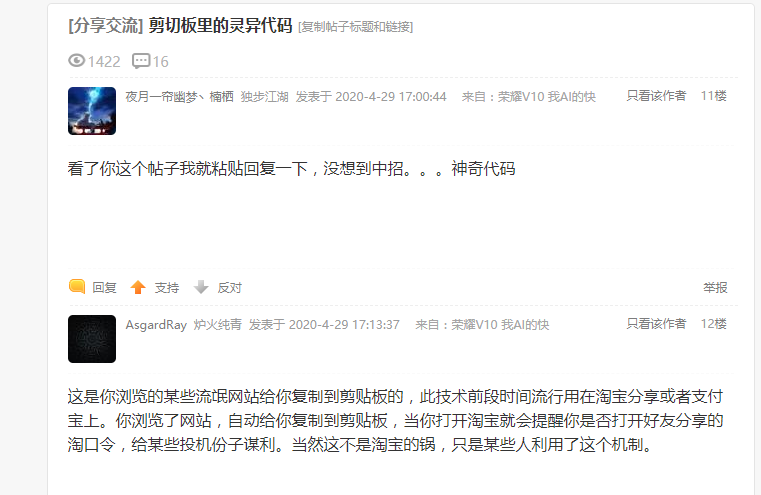 [分享交流] 剪切板里的灵异代码 [复制帖子标题和链接]
1422 16
夜月一帘幽梦丶楠栖 独步江湖 发表于 2020-4-29 17:00:44 来自：荣耀V10 我AI的快 只看该作者 11楼
看了你这个帖子我就粘贴回复一下，没想到中招。。。神奇代码
回复 支持 反对 举报
AsgardRay 炉火纯青 发表于 2020-4-29 17:13:37 来自：荣耀V10 我AI的快 只看该作者 12楼
这是你浏览的某些流氓网站给你复制到剪贴板的，此技术前段时间流行用在淘宝分享或者支付
宝上。你浏览了网站，自动给你复制到剪贴板，当你打开淘宝就会提醒你是否打开好友分享的
淘口令，给某些投机份子谋利。当然这不是淘宝的锅，只是某些人利用了这个机制。